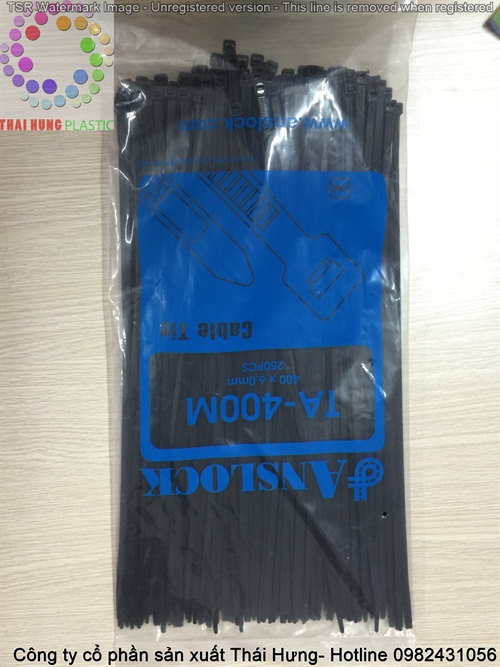 TSR Watermark Image - Unregistered version - This line is removed when registered
THAI HUNG PLASTIC
ANSLOCK
TA-400M
400 x 6.0mm
250PCS
Cable Tie
www.anslock.com
Công ty cổ phần sản xuất Thái Hưng- Hotline 0982431056